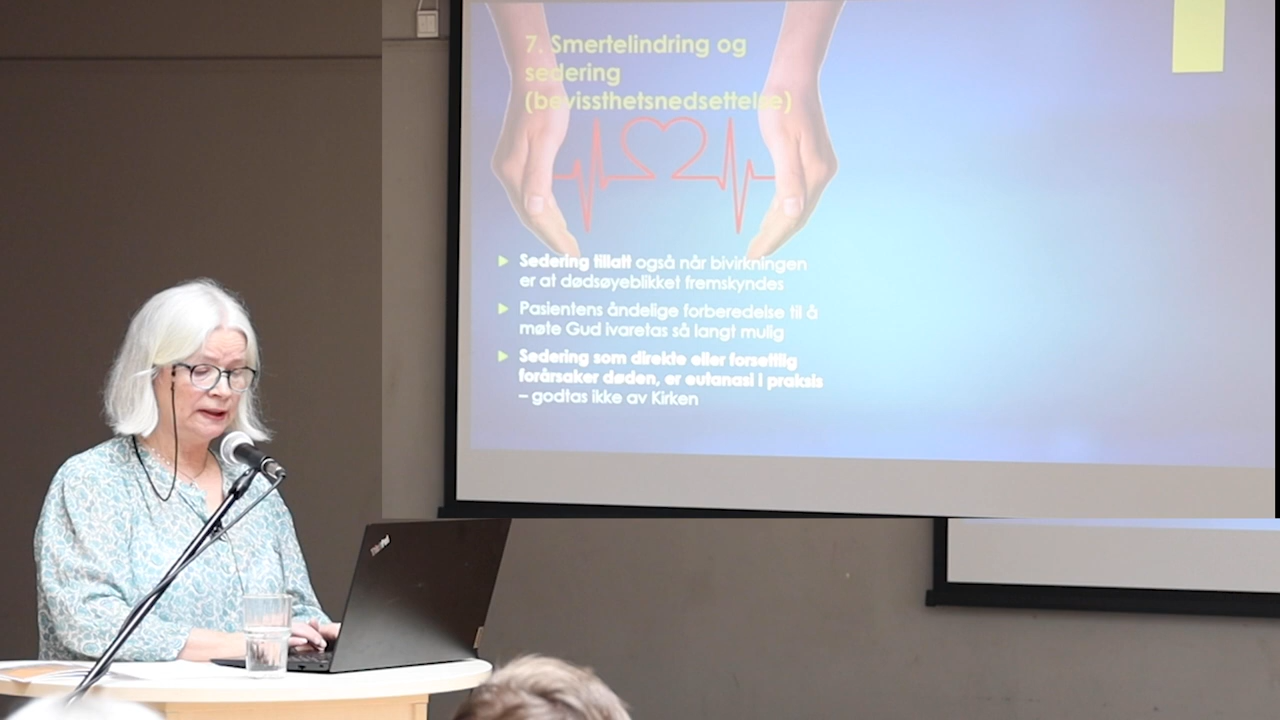 7. Smertelindring og
sedering
(bevissthetsnedsettelse)
Sedering tillatt også når bivirkningen
er at dødsøyeblikket fremskyndes
Pasientens åndelige forberedelse til å
møte Gud ivaretas så langt mulig
Sedering som direkte eller forsettlig
forårsaker døden, er eutanasi i praksis
– godtas ikke av Kirken
ThinkPad